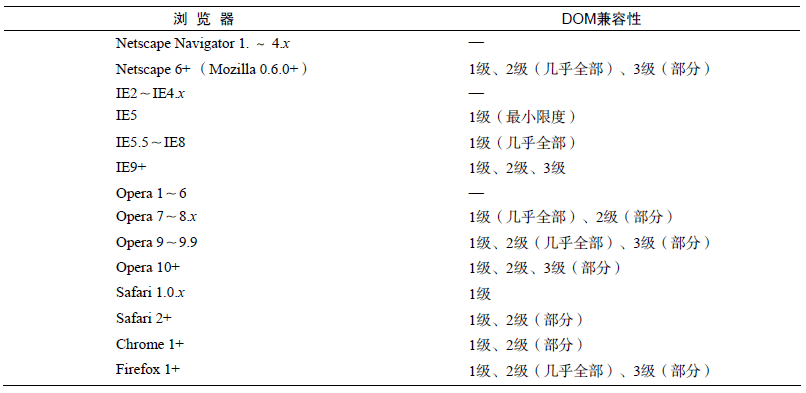 浏 览 器 DOM兼容性
Netscape Navigator 1. ~ 4.x —
Netscape 6+（Mozilla 0.6.0+） 1级、2级（几乎全部）、3级（部分）
IE2～IE4.x —
IE5 1级（最小限度）
IE5.5～IE8 1级（几乎全部）
IE9+ 1级、2级、3级
Opera 1～6 —
Opera 7～8.x 1级（几乎全部）、2级（部分）
Opera 9～9.9 1级、2级（几乎全部）、3级（部分）
Opera 10+ 1级、2级、3级（部分）
Safari 1.0.x 1级
Safari 2+ 1级、2级（部分）
Chrome 1+ 1级、2级（部分）
Firefox 1+ 1级、2级（几乎全部）、3级（部分）